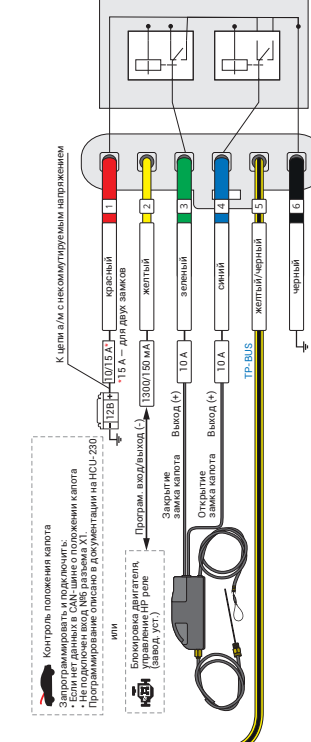 К цепи а/м с некоммутируемым напряжением
12В
+
10/15 А*
*15 А — для двух замков
красный
1
1300/150 мА
желтый
2
10 А
зеленый
3
10 А
синий
4
TP-BUS
желтый/черный
5
черный
6
Контроль положения капота
Запрограммировать и подключить:
• Если нет данных в CAN-шине о положении капота
• Не подключен вход №6 разъема X1.
Программирование описано в документации на HCU-230.
или
Блокировка двигателя,
управление НР реле
(завод. уст.)
Програм. вход/выход (-)
Закрытие
замка капота
Выход (+)
Открытие
замка капота
Выход (+)